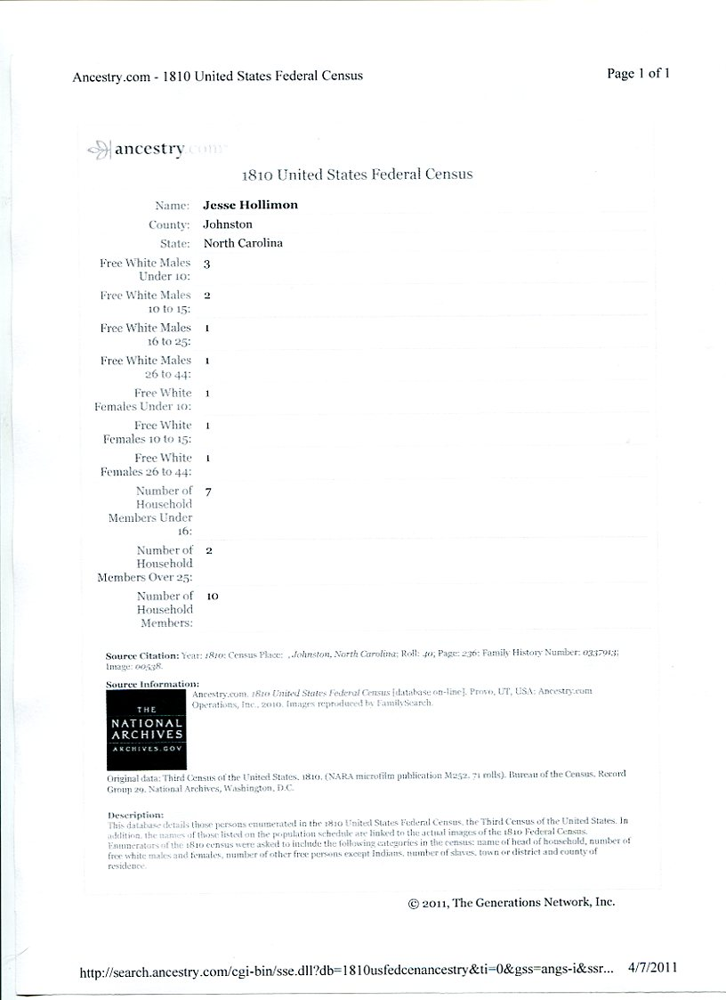 Ancestry.com - 1810 United States Federal Census
Page 1 of 1
ancestry.com
1810 United States Federal Census
Name: Jesse Hollimon
County: Johnston
State: North Carolina
Free White Males 3
Under 10:
Free White Males 2
10 to 15:
Free White Males 1
16 to 25:
Free White Males 1
26 to 44:
Free White 1
Females Under 10:
Free White 1
Females 10 to 15:
Free White 1
Females 26 to 44:
Number of 7
Household
Members Under
16:
Number of 2
Household
Members Over 25:
Number of 10
Household
Members:
Source Citation: Year: 1810; Census Place: , Johnston, North Carolina; Roll: 40; Page: 236; Family History Number: 0337913;
Image: 00538.
Source Information:
Ancestry.com. 1810 United States Federal Census [database on-line]. Provo, UT, USA: Ancestry.com
Operations, Inc., 2010. Images reproduced by FamilySearch.
THE
NATIONAL
ARCHIVES
ARCHIVES.GOV
Original data: Third Census of the United States, 1810. (NARA microfilm publication M252, 71 rolls). Bureau of the Census, Record
Group 29. National Archives, Washington, D.C.
Description:
This database details those persons enumerated in the 1810 United States Federal Census, the Third Census of the United States. In
addition, the names of those listed on the population schedule are linked to the actual images of the 1810 Federal Census.
Enumerators of the 1810 census were asked to include the following categories in the census: name of head of household, number of
free white males and females, number of other free persons except Indians, number of slaves, town or district and county of
residence.
© 2011, The Generations Network, Inc.
http://search.ancestry.com/cgi-bin/sse.dll?db=1810usfedcenancestry&ti=0&gss=angs-i&ssr... 4/7/2011